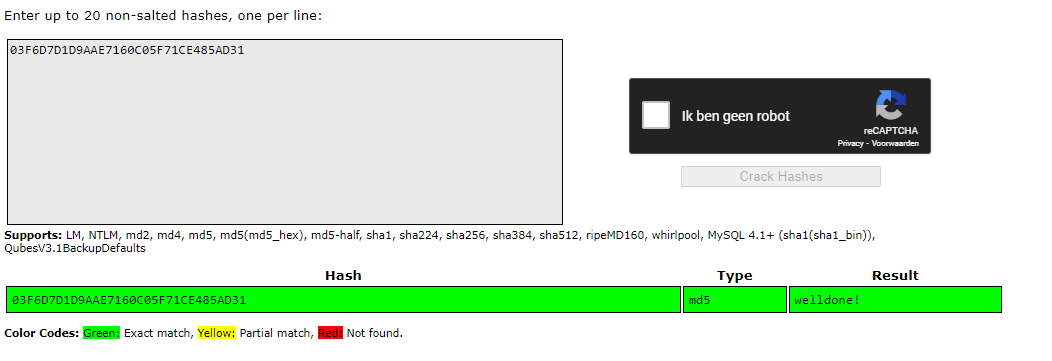 Enter up to 20 non-salted hashes, one per line:
03F6D7D1D9AAE7160C05F71CE485AD31
Ik ben geen robot
reCAPTCHA
Privacy - Voorwaarden
Crack Hashes
Supports: LM, NTLM, md2, md4, md5, md5(md5_hex), md5-half, sha1, sha224, sha256, sha384, sha512, ripeMD160, whirlpool, MySQL 4.1+ (sha1(sha1_bin)),
QubesV3.1BackupDefaults
Hash Type Result
03F6D7D1D9AAE7160C05F71CE485AD31 md5 welldone!
Color Codes: Green: Exact match, Yellow: Partial match, Red: Not found.